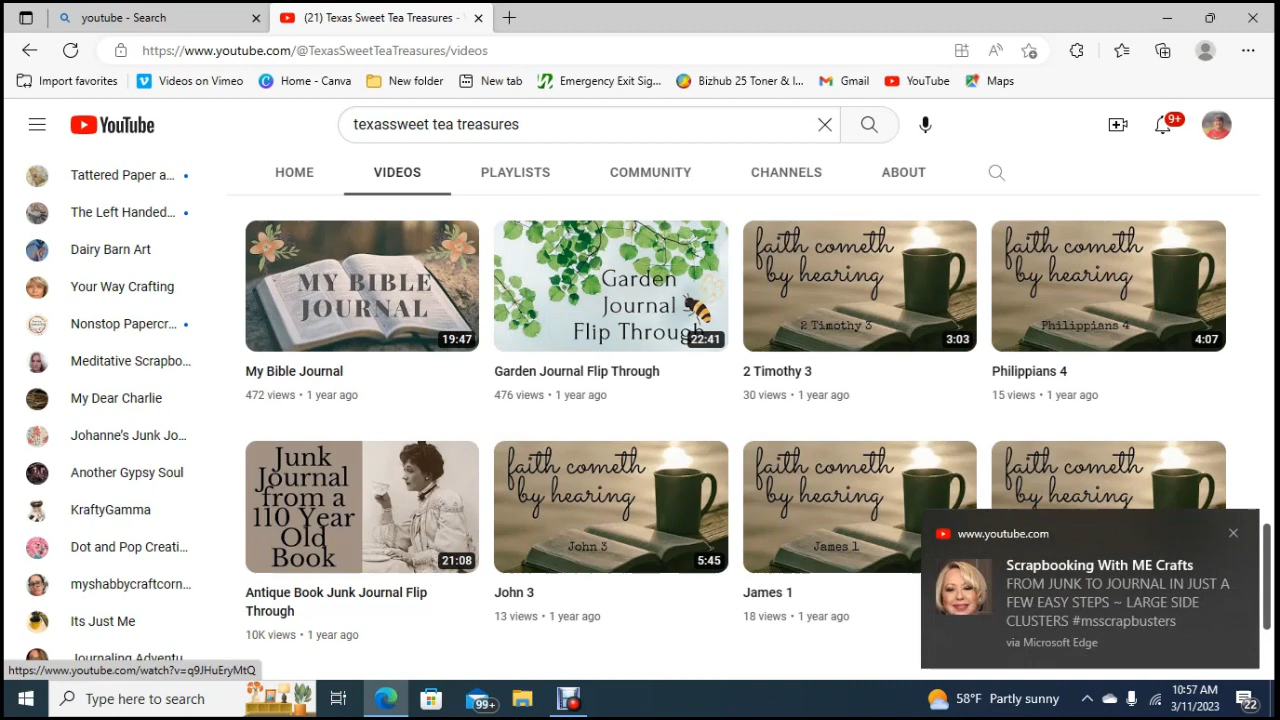 youtube - Search
(21) Texas Sweet Tea Treasures -
https://www.youtube.com/@TexasSweetTeaTreasures/videos
Import favorites
Videos on Vimeo
Home - Canva
New folder
New tab
Emergency Exit Sig...
Bizhub 25 Toner & I...
Gmail
YouTube
Maps
YouTube
texassweet tea treasures
9+
HOME
VIDEOS
PLAYLISTS
COMMUNITY
CHANNELS
ABOUT
Tattered Paper a...
The Left Handed...
Dairy Barn Art
Your Way Crafting
Nonstop Papercr...
Meditative Scrapbo...
My Dear Charlie
Johanne's Junk Jo...
Another Gypsy Soul
KraftyGamma
Dot and Pop Creati...
myshabbycraftcorn...
Its Just Me
Journaling Adventu
MY BIBLE
JOURNAL
19:47
My Bible Journal
472 views • 1 year ago
Garden
Journal
Flip Through
22:41
Garden Journal Flip Through
476 views • 1 year ago
faith cometh
by hearing
2 Timothy 3
3:03
2 Timothy 3
30 views • 1 year ago
faith cometh
by hearing
Philippians 4
4:07
Philippians 4
15 views • 1 year ago
Junk
Journal
from a
110 Year
Old
Book
21:08
Antique Book Junk Journal Flip
Through
10K views • 1 year ago
faith cometh
by hearing
John 3
5:45
John 3
13 views • 1 year ago
faith cometh
by hearing
James 1
James 1
18 views • 1 year ago
faith cometh
by hearing
www.youtube.com
Scrapbooking With ME Crafts
FROM JUNK TO JOURNAL IN JUST A
FEW EASY STEPS ~ LARGE SIDE
CLUSTERS #msscrapbusters
via Microsoft Edge
https://www.youtube.com/watch?v=q9JHuEryMtQ
Type here to search
99+
58°F Partly sunny
10:57 AM
3/11/2023
22